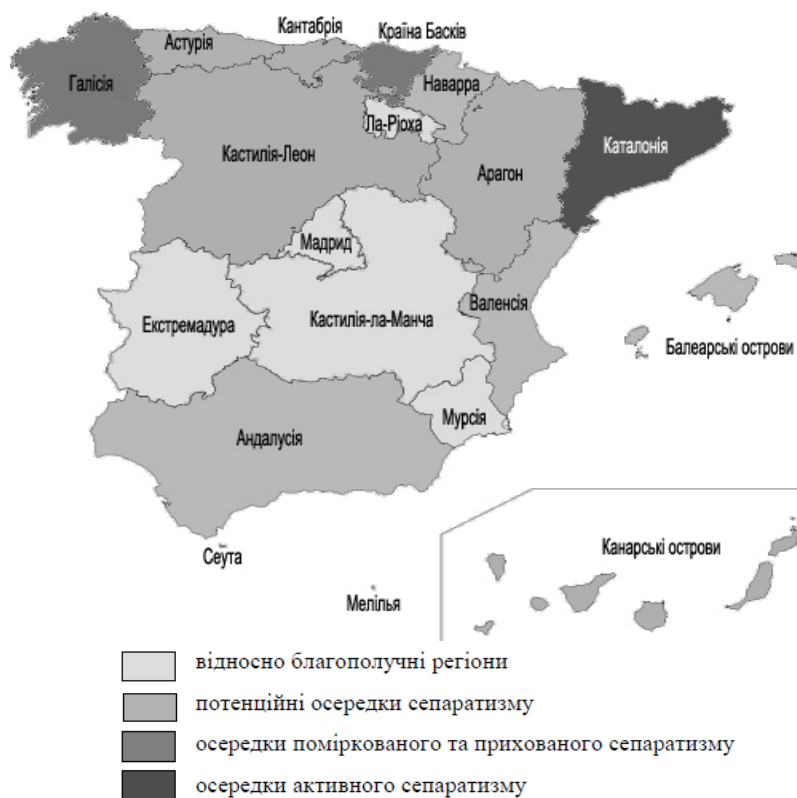 Кантабрія
Країна Басків
Астурія
Галісія
Наварра
Ла-Ріоха
Каталонія
Кастилія-Леон
Арагон
Мадрид
Валенсія
Екстремадура
Кастилія-ла-Манча
Балеарські острови
Мурсія
Андалусія
Сеута
Канарські острови
Мелілья
відносно благополучні регіони
потенційні осередки сепаратизму
осередки поміркованого та прихованого сепаратизму
осередки активного сепаратизму